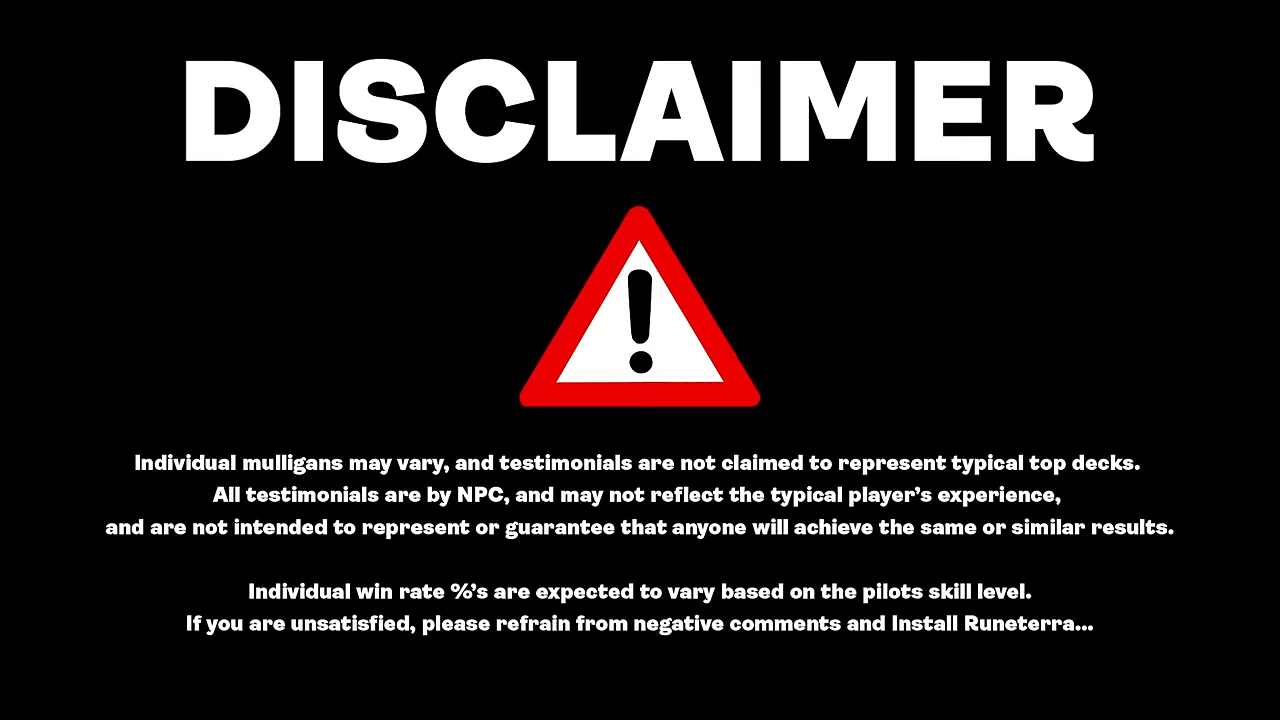 DISCLAIMER
Individual mulligans may vary, and testimonials are not claimed to represent typical top decks.
All testimonials are by NPC, and may not reflect the typical player's experience,
and are not intended to represent or guarantee that anyone will achieve the same or similar results.
Individual win rate %'s are expected to vary based on the pilots skill level.
If you are unsatisfied, please refrain from negative comments and Install Runeterra...